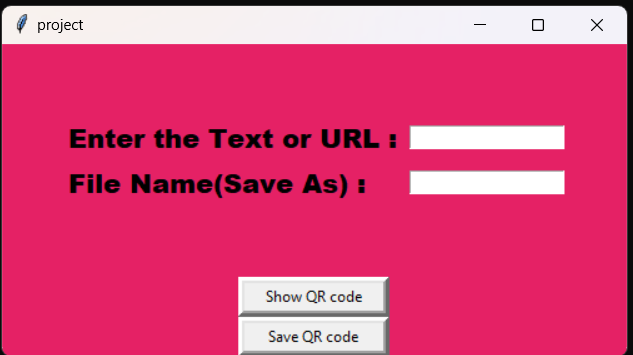 project
Enter the Text or URL :
File Name(Save As) :
Show QR code
Save QR code